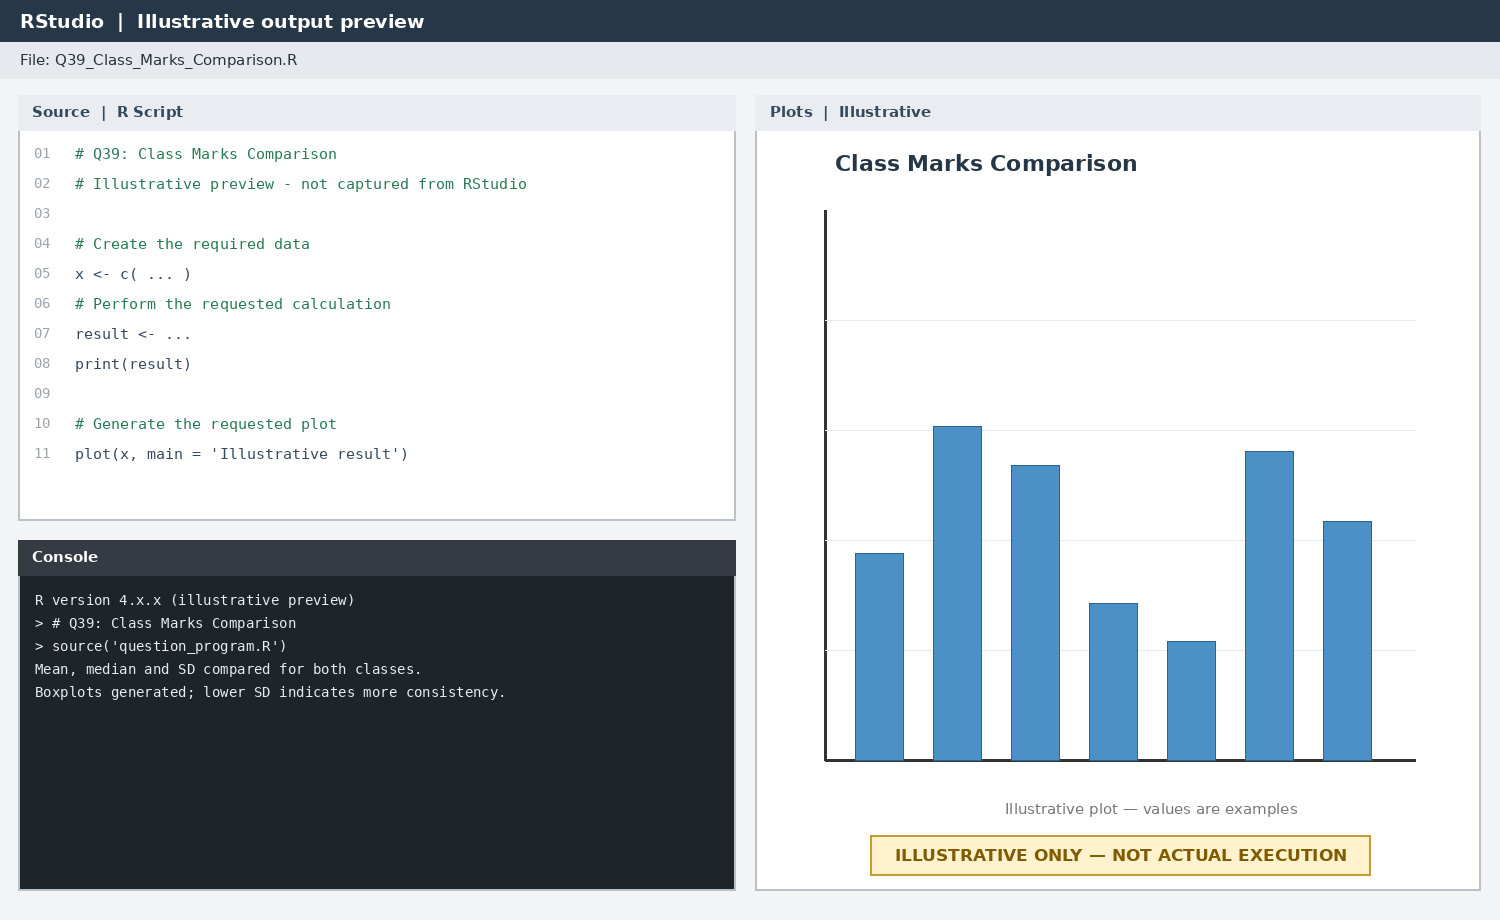 RStudio | Illustrative output preview
File: Q39_Class_Marks_Comparison.R
Source | R Script
01 # Q39: Class Marks Comparison
02 # Illustrative preview - not captured from RStudio
03
04 # Create the required data
05 x <- c( ... )
06 # Perform the requested calculation
07 result <- ...
08 print(result)
09
10 # Generate the requested plot
11 plot(x, main = 'Illustrative result')
Console
R version 4.x.x (illustrative preview)
> # Q39: Class Marks Comparison
> source('question_program.R')
Mean, median and SD compared for both classes.
Boxplots generated; lower SD indicates more consistency.
Plots | Illustrative
Class Marks Comparison
Illustrative plot — values are examples
ILLUSTRATIVE ONLY — NOT ACTUAL EXECUTION